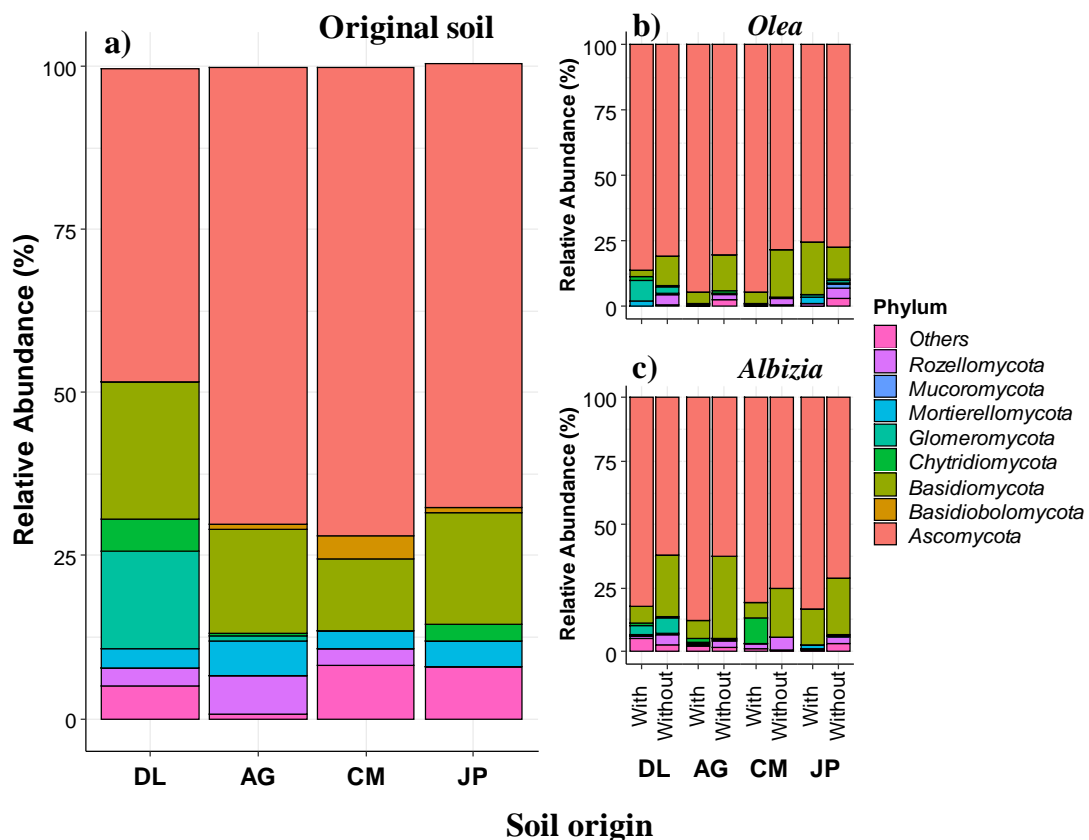 a)
Original soil
Relative Abundance (%)
100
75
50
25
0
DL
AG
CM
JP
b)
Olea
Relative Abundance (%)
100
75
50
25
0
c)
Albizia
Relative Abundance (%)
100
75
50
25
0
With
Without
With
Without
With
Without
With
Without
DL
AG
CM
JP
Phylum
Others
Rozellomycota
Mucoromycota
Mortierellomycota
Glomeromycota
Chytridiomycota
Basidiomycota
Basidiobolomycota
Ascomycota
Soil origin